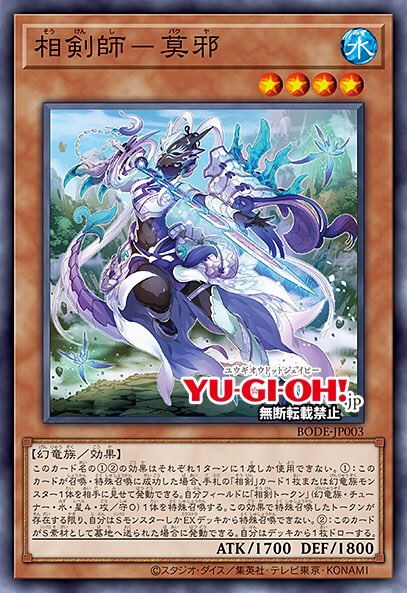 相剣師－莫邪
そうけんし バクヤ
水
みず
ユウギオウドットジェイピー
YU-GI-OH!.jp
無断転載禁止
BODE-JP003
【幻竜族／効果】
このカード名の①②の効果はそれぞれ１ターンに１度しか使用できない。①：この
カードが召喚・特殊召喚に成功した場合、手札の「相剣」カード１枚または幻竜族モン
スター１体を相手に見せて発動できる。自分フィールドに「相剣トークン」（幻竜族・チュー
ナー・水・星４・攻／守０）１体を特殊召喚する。この効果で特殊召喚したトークンが
存在する限り、自分はＳモンスターしかEXデッキから特殊召喚できない。②：このカード
がＳ素材として墓地へ送られた場合に発動できる。自分はデッキから１枚ドローする。
ATK/1700 DEF/1800
©スタジオ・ダイス／集英社・テレビ東京・KONAMI